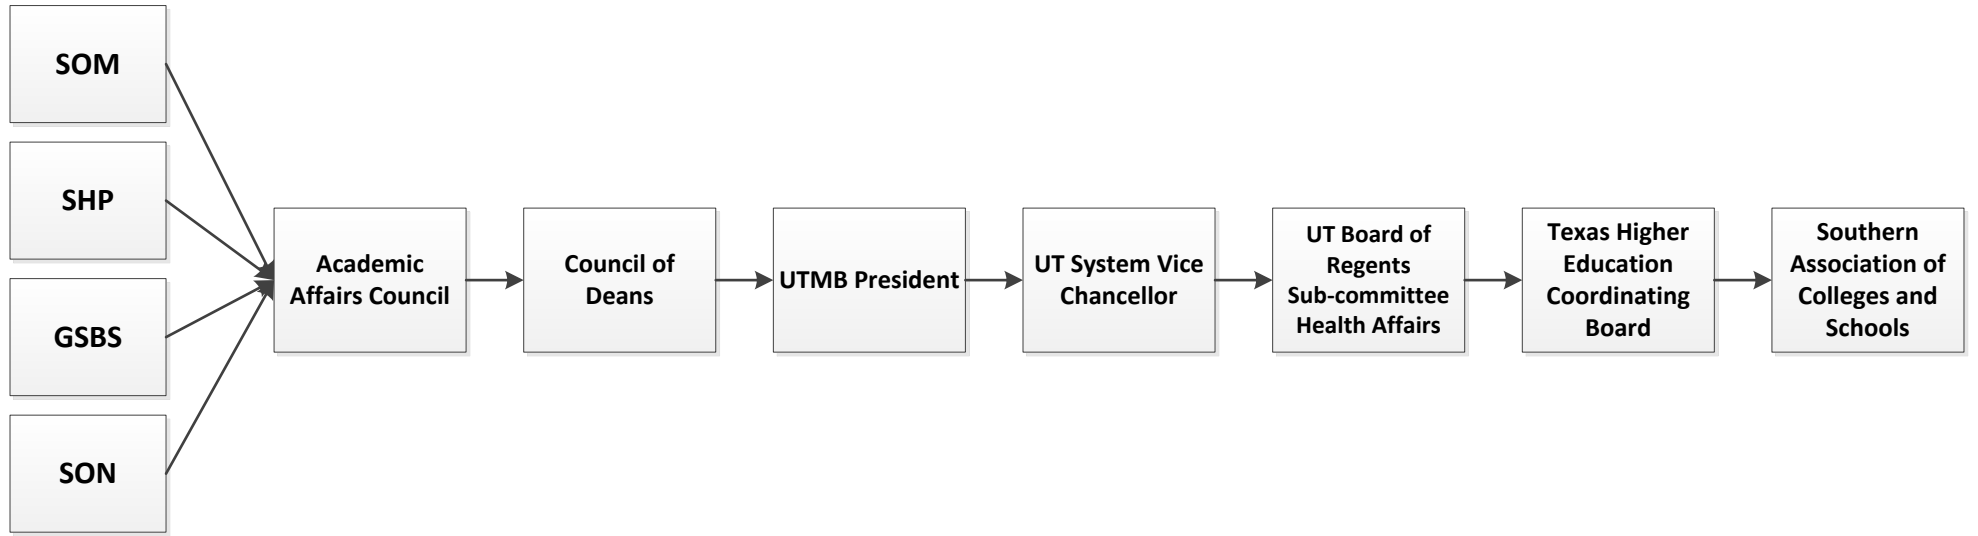 SOM
SHP
GSBS
SON
Academic
Affairs Council
Council of
Deans
UTMB President
UT System Vice
Chancellor
UT Board of
Regents
Sub-committee
Health Affairs
Texas Higher
Education
Coordinating
Board
Southern
Association of
Colleges and
Schools